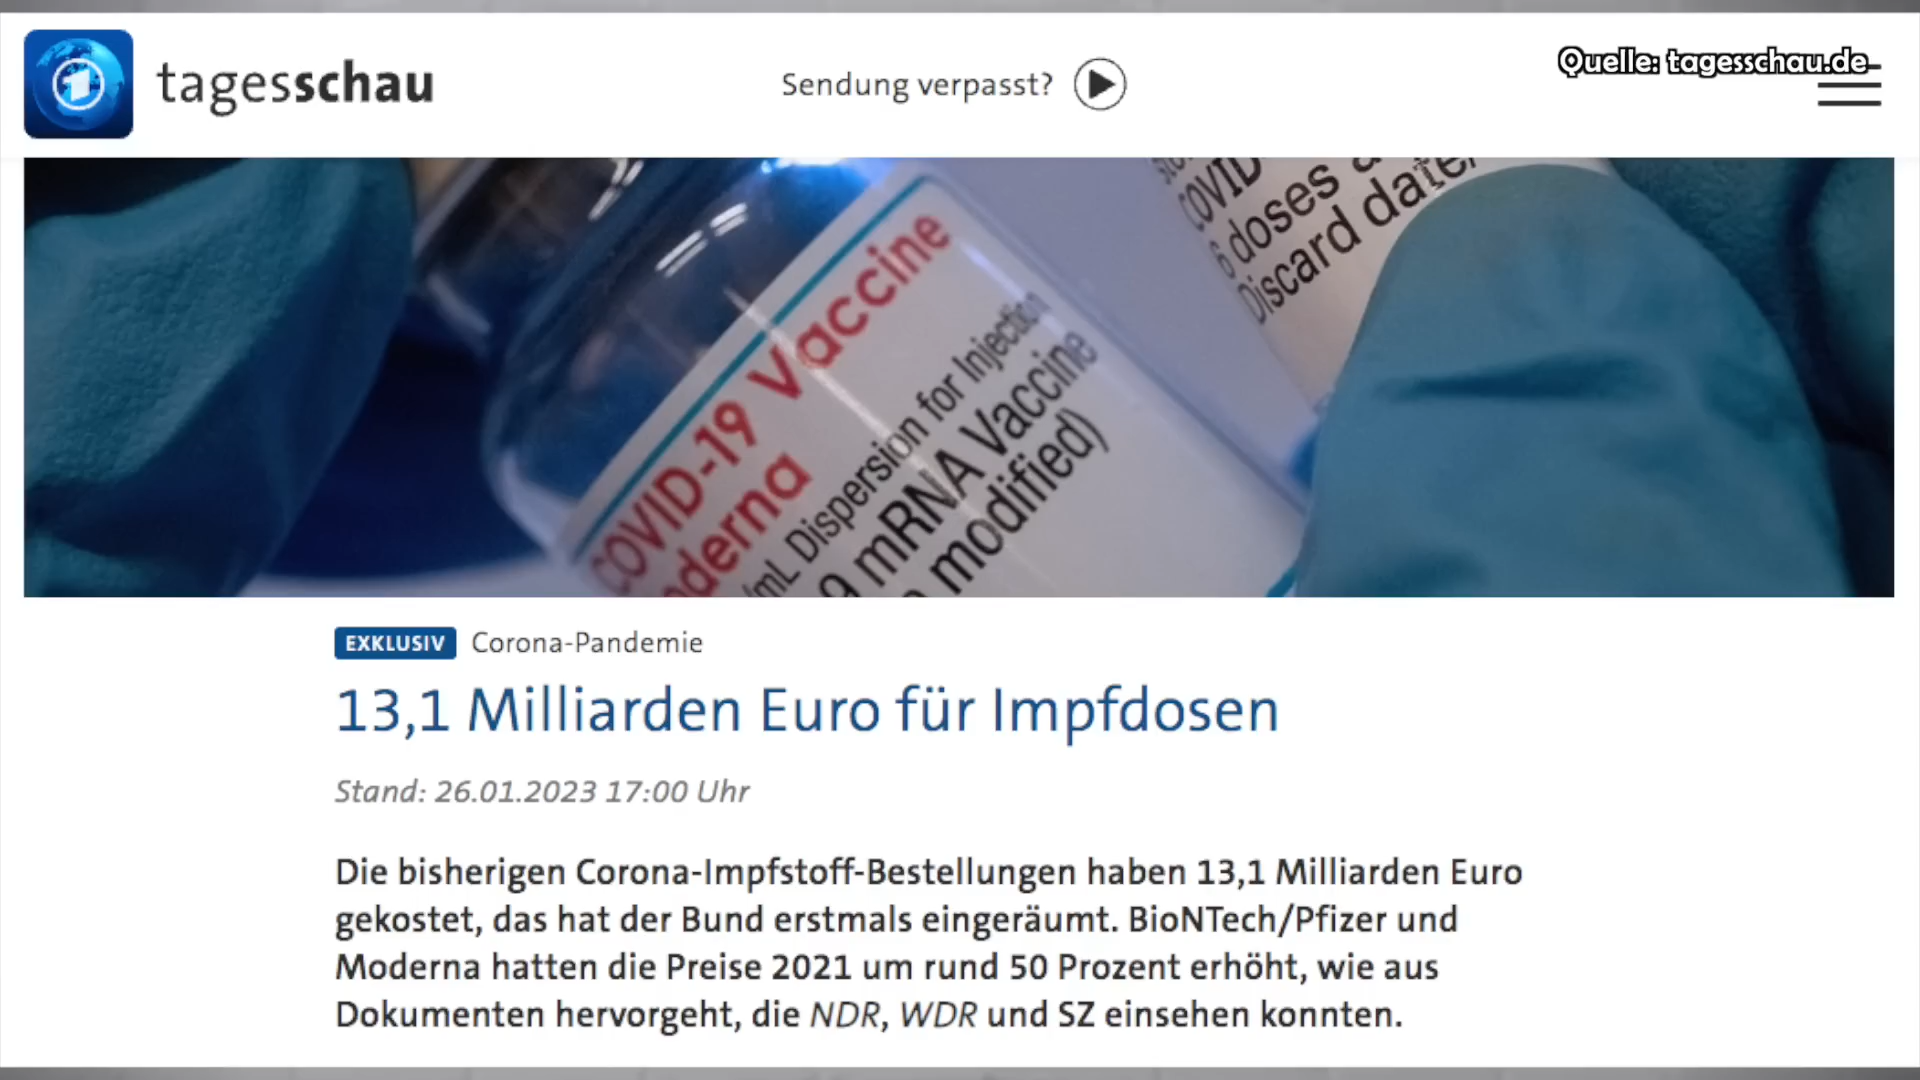 tagesschau
Sendung verpasst?
Quelle: tagesschau.de
COVID-19 Vaccine
Dispersion for Injection
mRNA Vaccine
modified)
COVID
6 doses
Discard date:
EXKLUSIV Corona-Pandemie
13,1 Milliarden Euro für Impfdosen
Stand: 26.01.2023 17:00 Uhr
Die bisherigen Corona-Impfstoff-Bestellungen haben 13,1 Milliarden Euro
gekostet, das hat der Bund erstmals eingeräumt. BioNTech/Pfizer und
Moderna hatten die Preise 2021 um rund 50 Prozent erhöht, wie aus
Dokumenten hervorgeht, die NDR, WDR und SZ einsehen konnten.